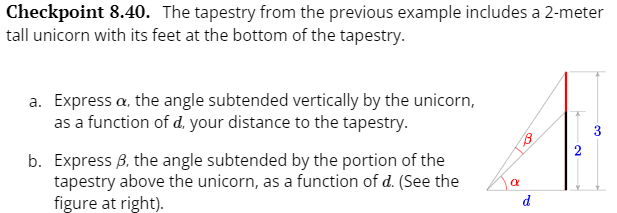 Checkpoint 8.40. The tapestry from the previous example includes a 2-meter
tall unicorn with its feet at the bottom of the tapestry.
a. Express α, the angle subtended vertically by the unicorn,
as a function of d, your distance to the tapestry.
b. Express β, the angle subtended by the portion of the
tapestry above the unicorn, as a function of d. (See the
figure at right).
β
3
2
α
d